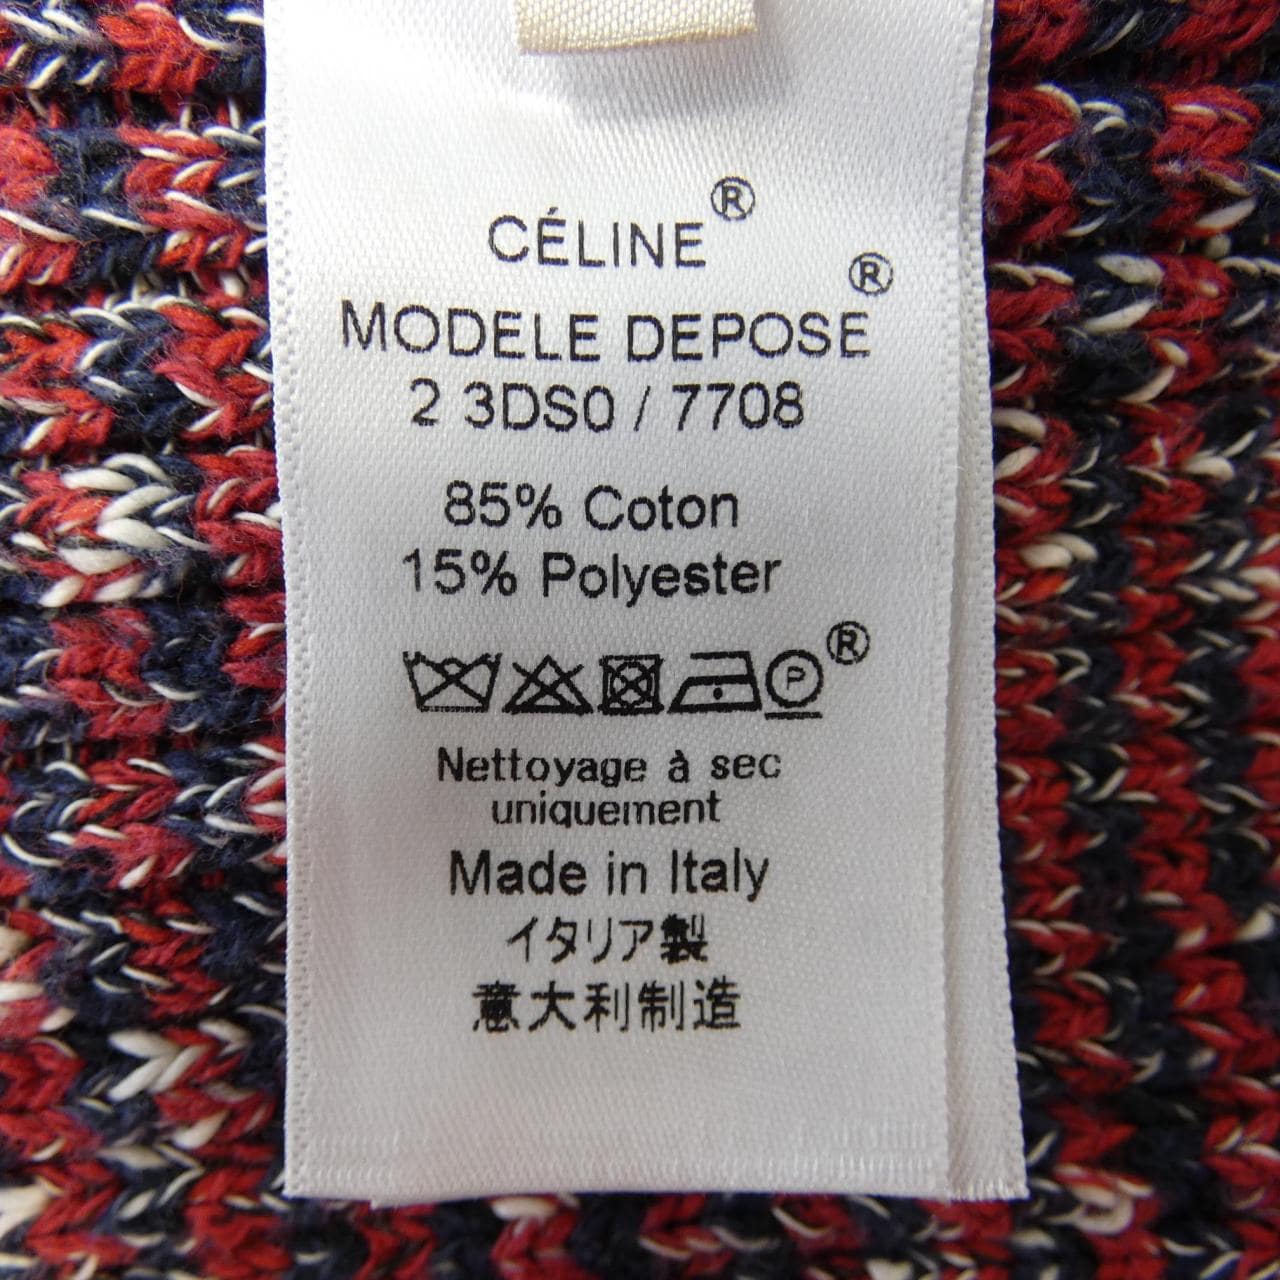 CÉLINE®
MODELE DEPOSE®
2 3DS0 / 7708
85% Coton
15% Polyester
P ®
Nettoyage à sec
uniquement
Made in Italy
イタリア製
意大利制造